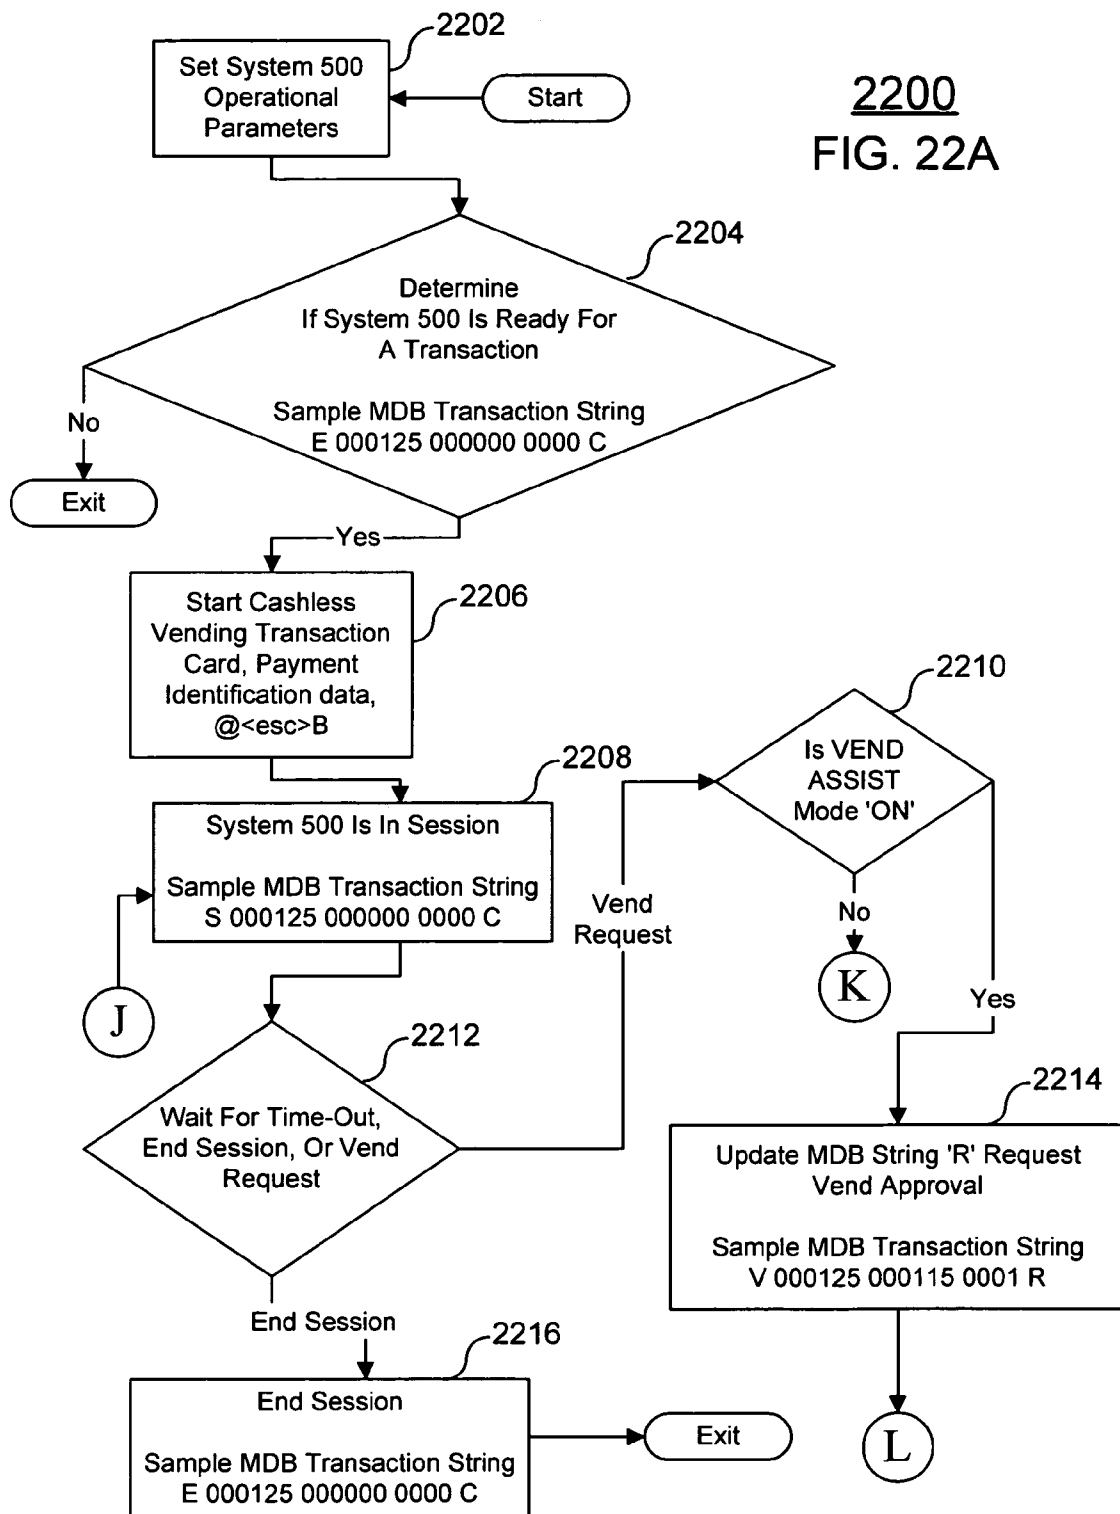 2202
Set System 500
Operational
Parameters
Start
2200
FIG. 22A
2204
Determine
If System 500 Is Ready For
A Transaction
Sample MDB Transaction String
E 000125 000000 0000 C
No
Exit
Yes
2206
Start Cashless
Vending Transaction
Card, Payment
Identification data,
@<esc>B
2208
System 500 Is In Session
Sample MDB Transaction String
S 000125 000000 0000 C
J
2210
Is VEND
ASSIST
Mode 'ON'
Vend
Request
No
K
Yes
2212
Wait For Time-Out,
End Session, Or Vend
Request
2214
Update MDB String 'R' Request
Vend Approval
Sample MDB Transaction String
V 000125 000115 0001 R
End Session
2216
End Session
Sample MDB Transaction String
E 000125 000000 0000 C
Exit
L